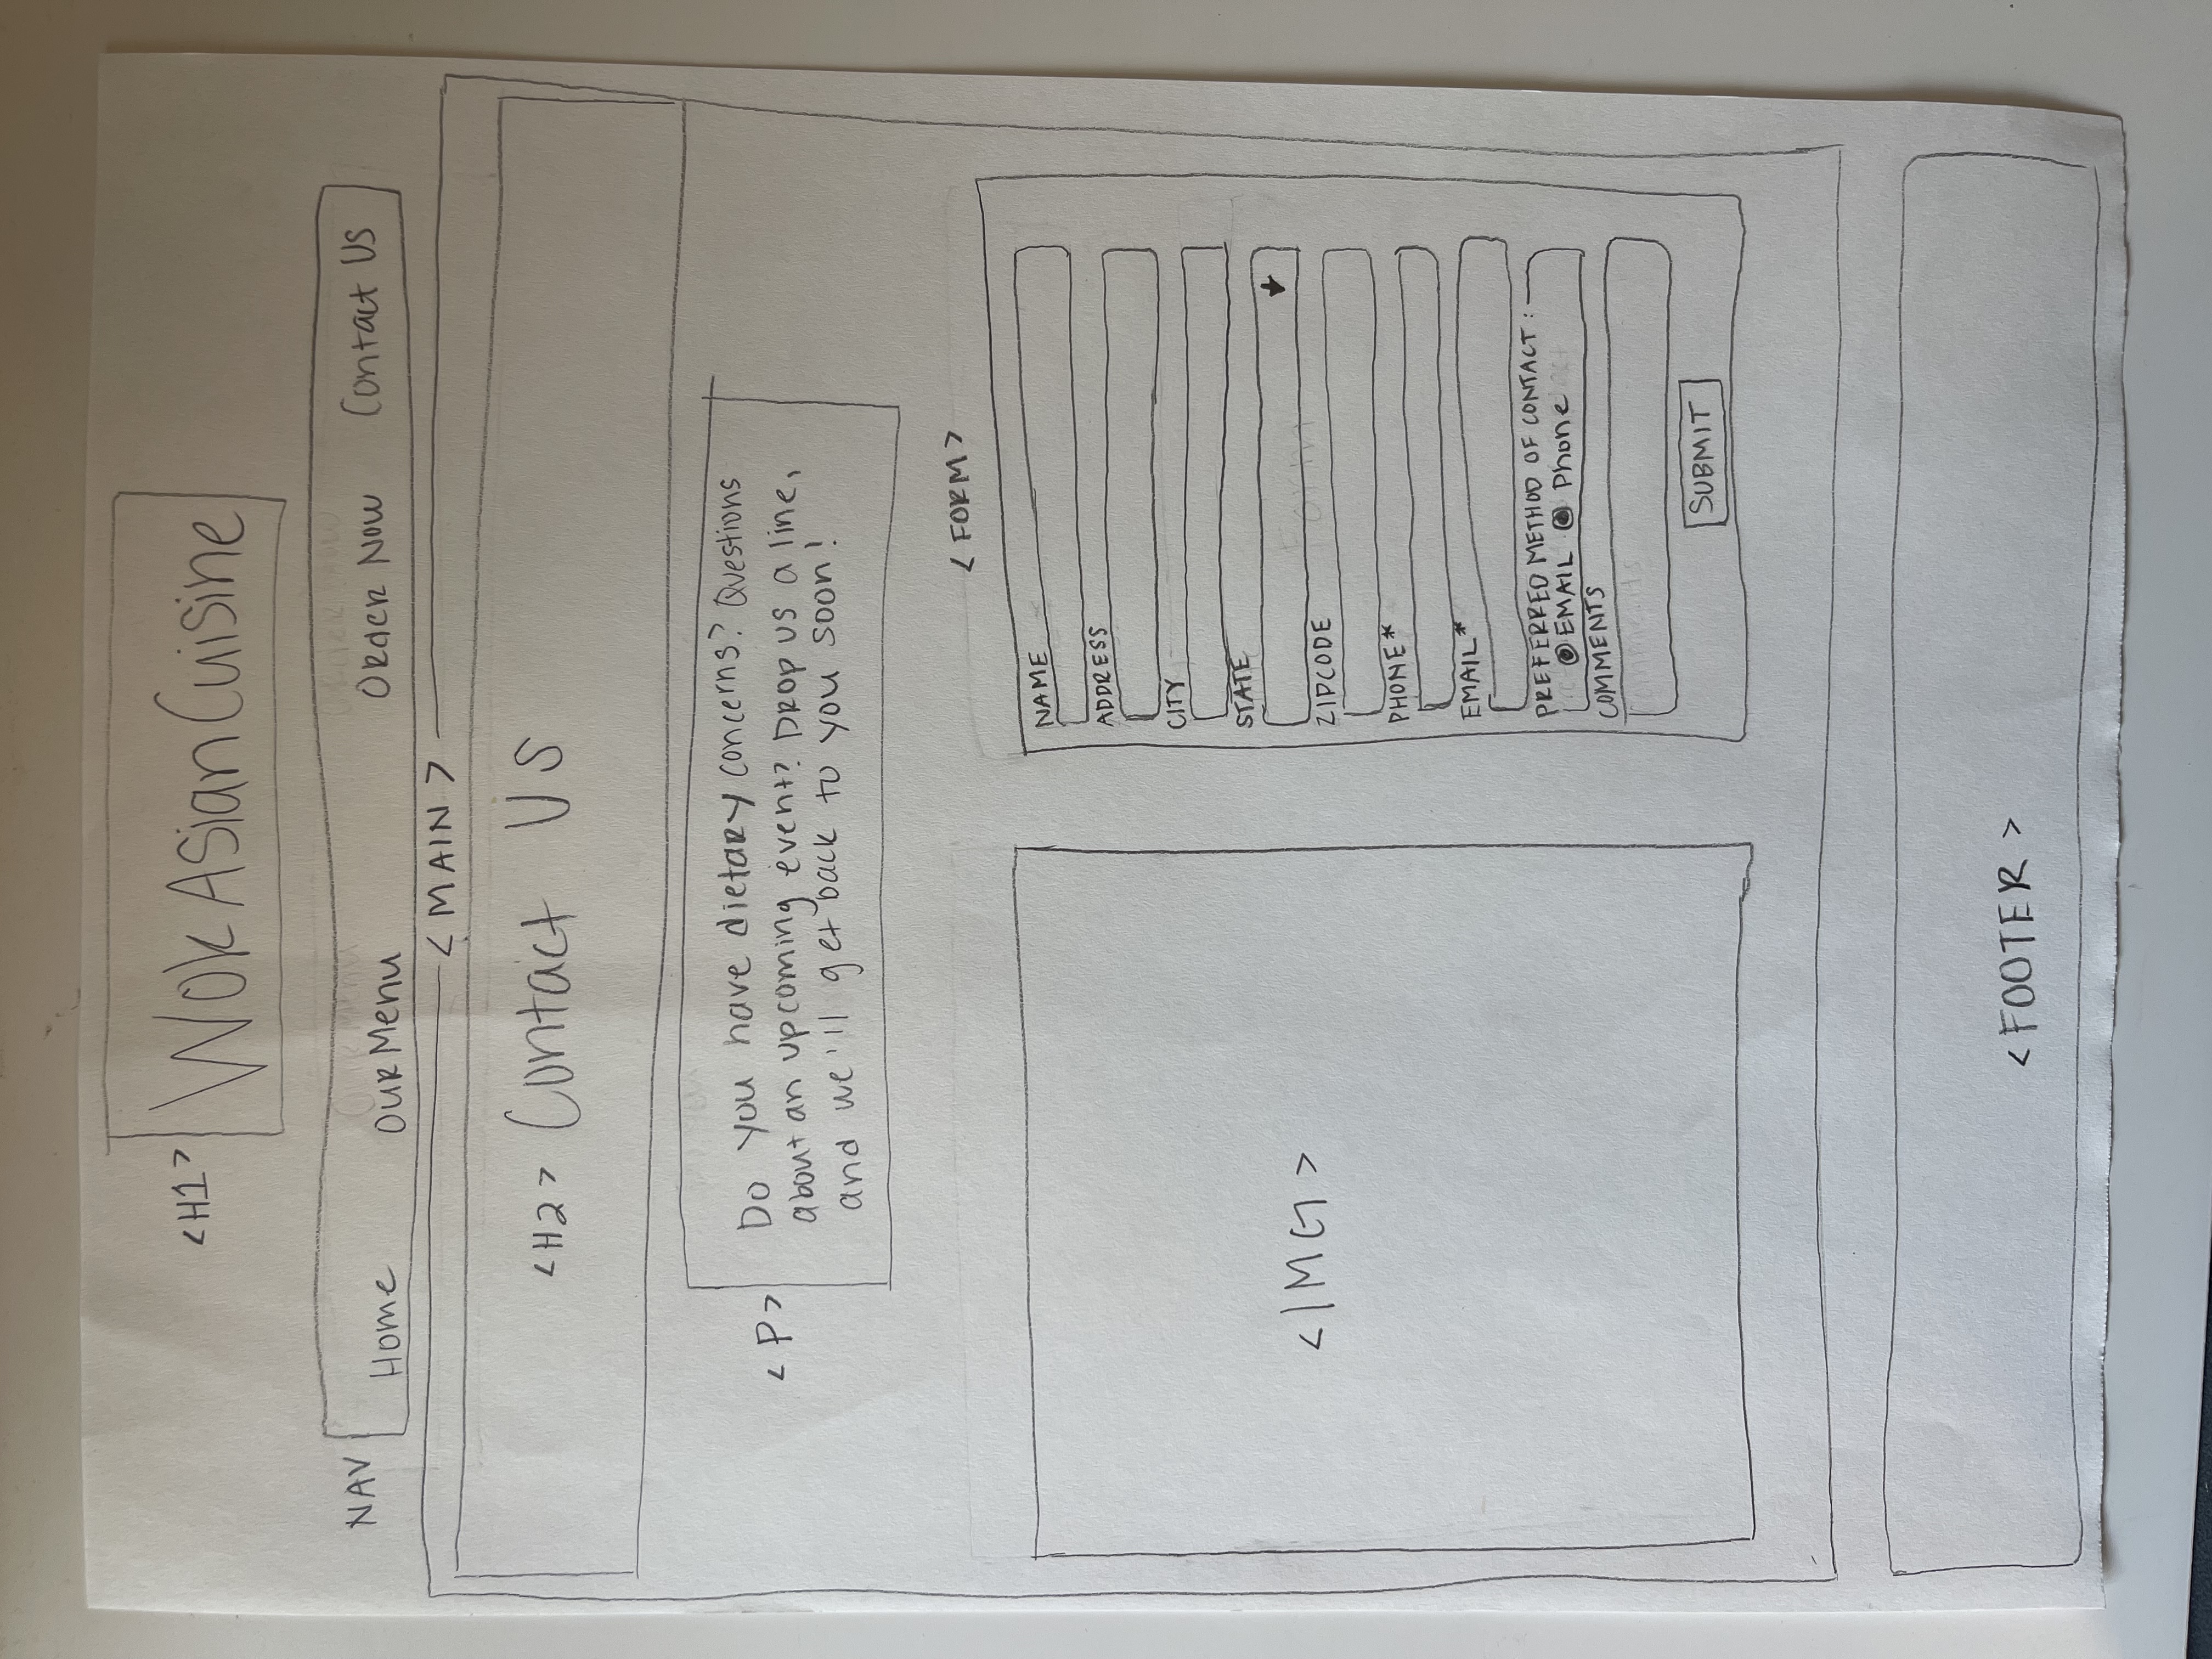 <H1> Wok Asian Cuisine
NAV Home Our Menu Order Now Contact Us
<MAIN>
<H2> Contact Us
Do you have dietary concerns? Questions
<P> about an upcoming event? Drop us a line,
and we'll get back to you soon!
<FORM>
NAME
ADDRESS
CITY
STATE
<IMG>
ZIPCODE
PHONE*
EMAIL*
PREFERRED METHOD OF CONTACT:
EMAIL Phone
COMMENTS
SUBMIT
<FOOTER>